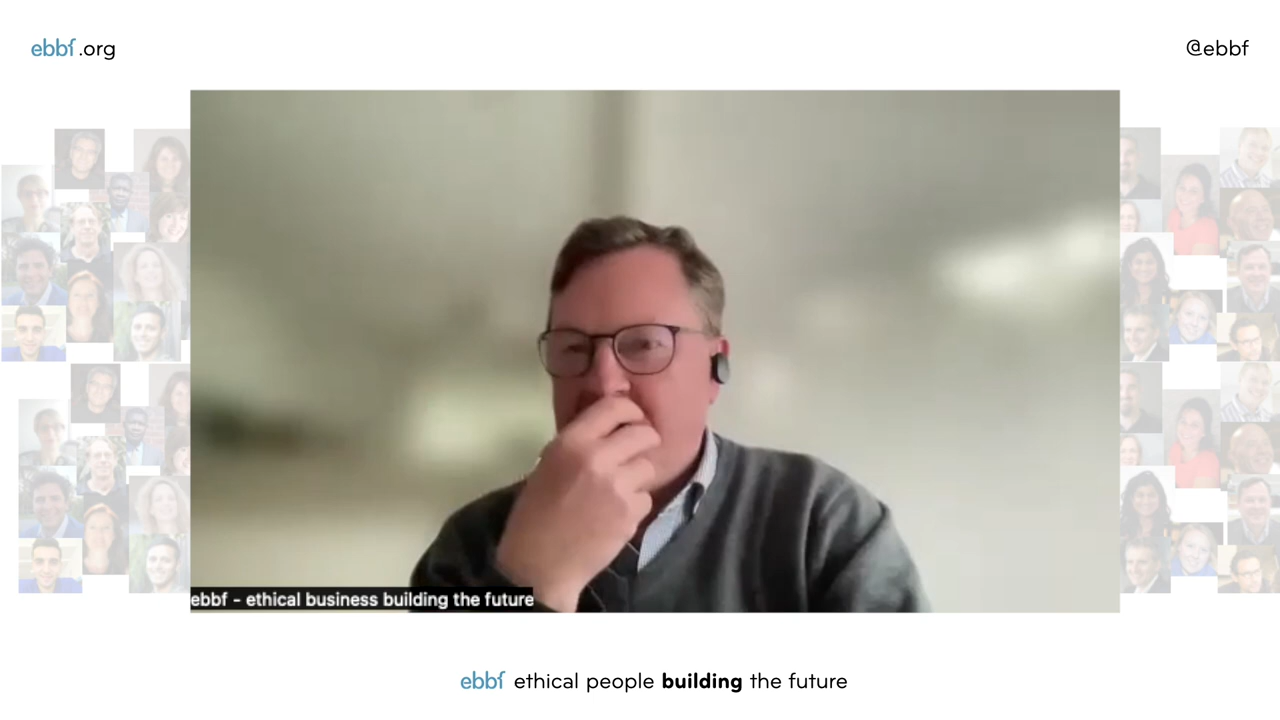 ebbf.org
@ebbf
ebbf - ethical business building the future
ebbf ethical people building the future